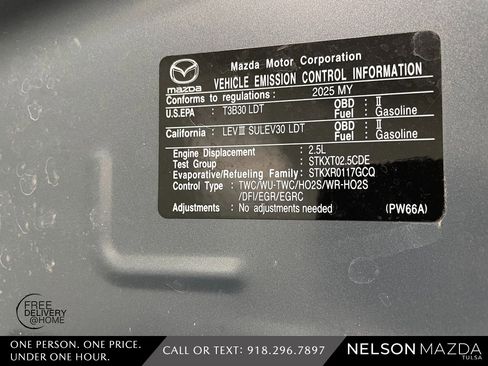 mazda
Mazda Motor Corporation
VEHICLE EMISSION CONTROL INFORMATION
Conforms to regulations : 2025 MY
U.S.EPA : T3B30 LDT OBD : II
Fuel : Gasoline
California : LEVIII SULEV30 LDT OBD : II
Fuel : Gasoline
Engine Displacement : 2.5L
Test Group : STKXT02.5CDE
Evaporative/Refueling Family : STKXR0117GCQ
Control Type : TWC/WU-TWC/HO2S/WR-HO2S
/DFI/EGR/EGRC
Adjustments : No adjustments needed (PW66A)
FREE
DELIVERY
@HOME
ONE PERSON. ONE PRICE.
UNDER ONE HOUR.
CALL OR TEXT: 918.296.7897
NELSON MAZDA
TULSA